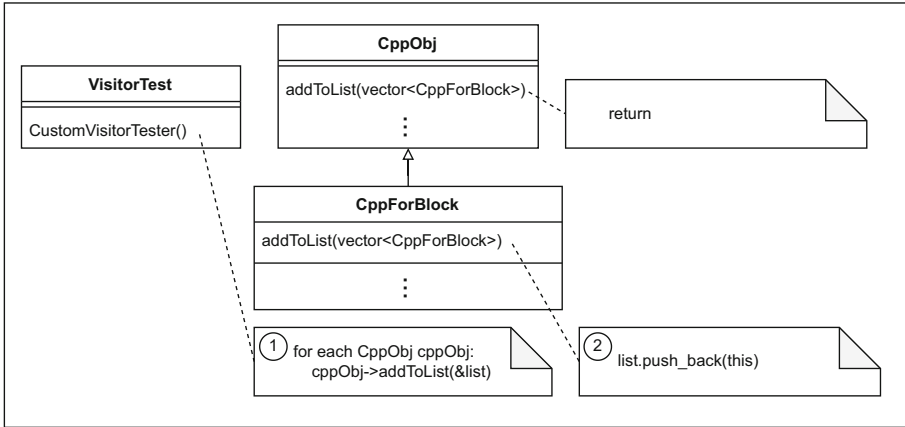 CppObj
addToList(vector<CppForBlock>)
⋮
VisitorTest
CustomVisitorTester()
return
CppForBlock
addToList(vector<CppForBlock>)
⋮
1 for each CppObj cppObj:
cppObj->addToList(&list)
2 list.push_back(this)